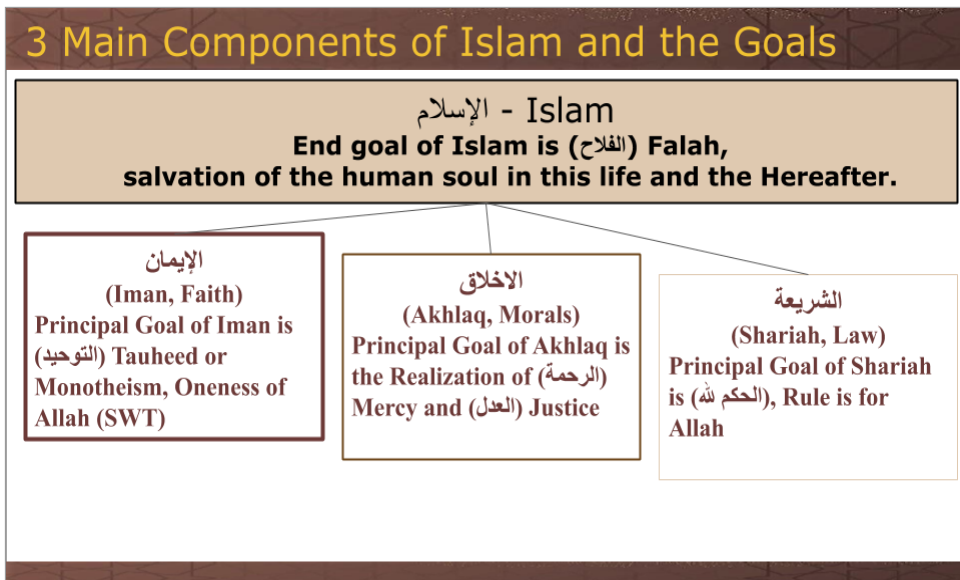 3 Main Components of Islam and the Goals
الإسلام - Islam
End goal of Islam is (الفلاح) Falah,
salvation of the human soul in this life and the Hereafter.
الإيمان
(Iman, Faith)
Principal Goal of Iman is
(التوحيد) Tauheed or
Monotheism, Oneness of
Allah (SWT)
الاخلاق
(Akhlaq, Morals)
Principal Goal of Akhlaq is
the Realization of (الرحمة)
Mercy and (العدل) Justice
الشريعة
(Shariah, Law)
Principal Goal of Shariah
is (الحكم لله), Rule is for
Allah